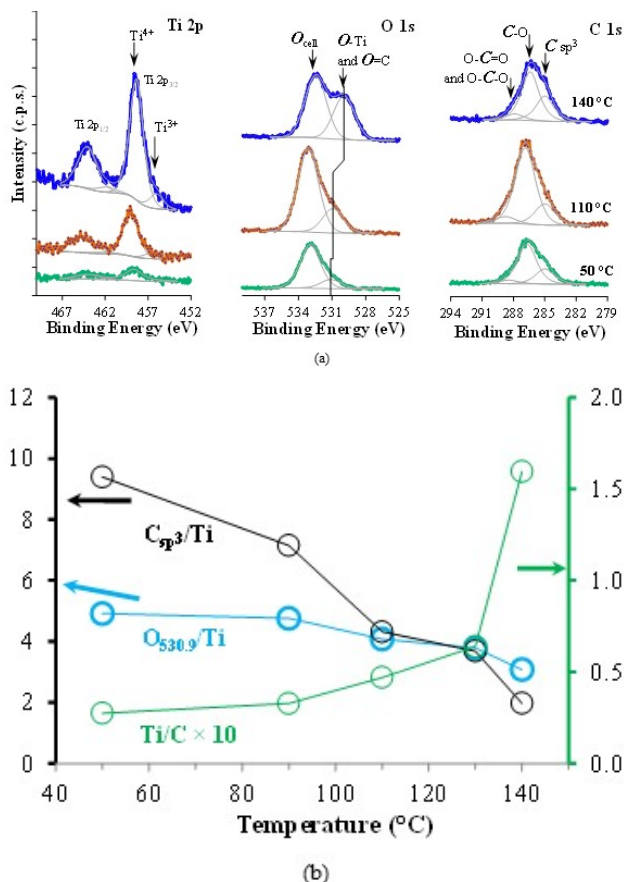 Ti 2p
O 1s
C 1s
Ti4+
Ti 2p3/2
Ti 2p1/2
Ti3+
Ocell
O-Ti
and O=C
C-O
C sp3
O-C=O
and O-C-O
140 °C
110 °C
50 °C
Intensity (c.p.s.)
467 462 457 452
537 534 531 528 525
294 291 288 285 282 279
Binding Energy (eV)
Binding Energy (eV)
Binding Energy (eV)
(a)
12
10
8
6
4
2
0
2.0
1.5
1.0
0.5
0.0
Csp3/Ti
O530.9/Ti
Ti/C × 10
40 60 80 100 120 140
Temperature (°C)
(b)